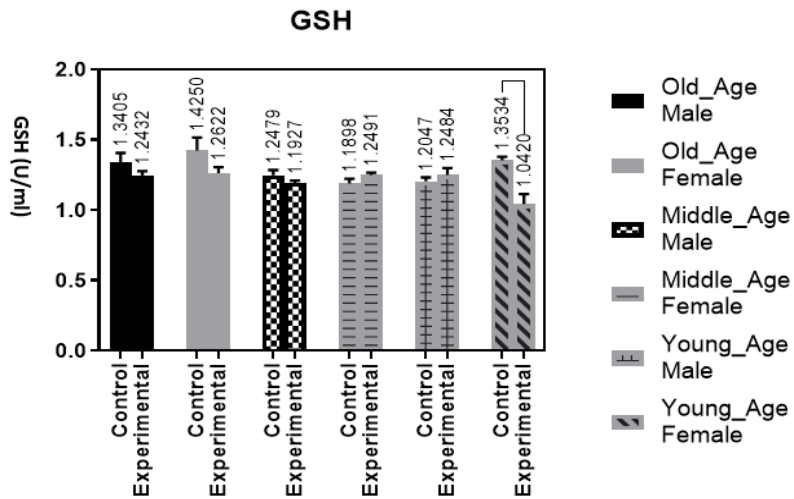 GSH
GSH (U/ml)
2.0
1.5
1.0
0.5
0.0
1.3405
1.2432
1.4250
1.2622
1.2479
1.1927
1.1898
1.2491
1.2047
1.2484
1.3534
1.0420
Control
Experimental
Control
Experimental
Control
Experimental
Control
Experimental
Control
Experimental
Control
Experimental
Old_Age
Male
Old_Age
Female
Middle_Age
Male
Middle_Age
Female
Young_Age
Male
Young_Age
Female